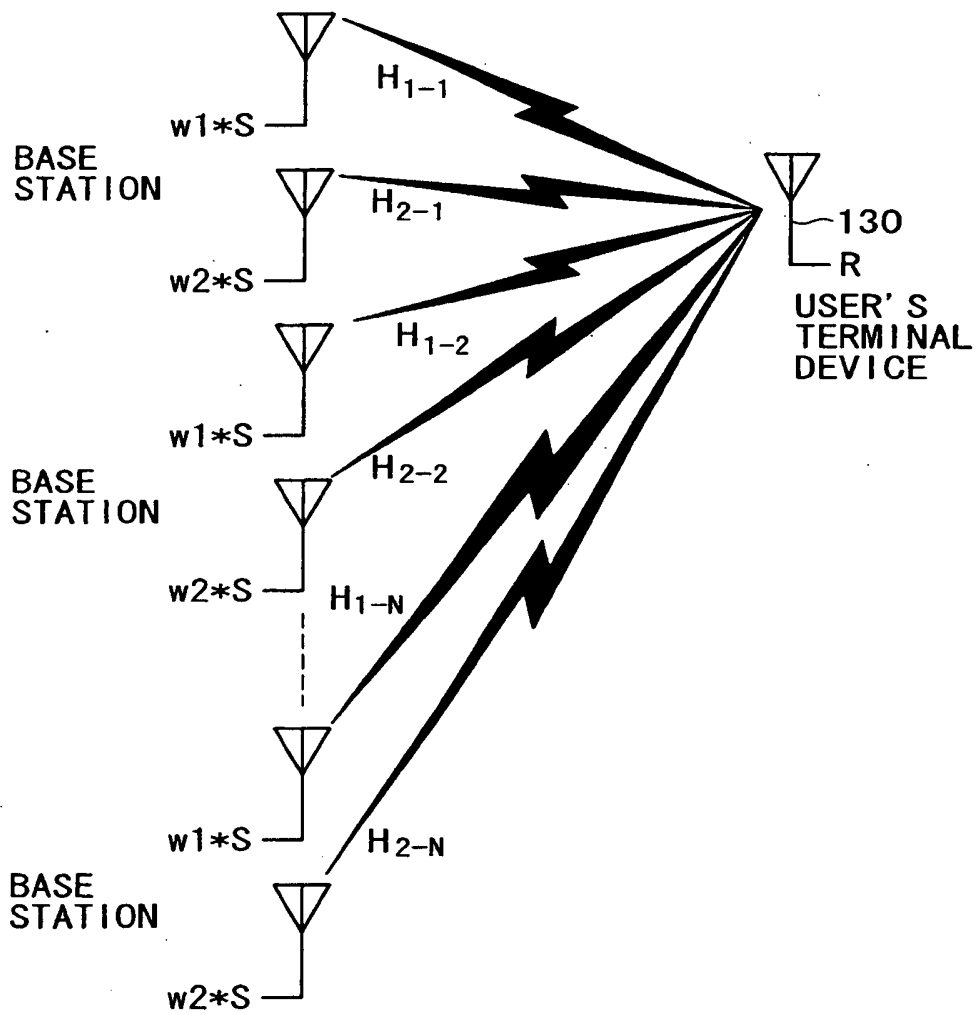 H1-1
w1*S
BASE
STATION
H2-1
w2*S
130
R
USER'S
TERMINAL
DEVICE
H1-2
w1*S
BASE
STATION
H2-2
w2*S
H1-N
w1*S
H2-N
BASE
STATION
w2*S